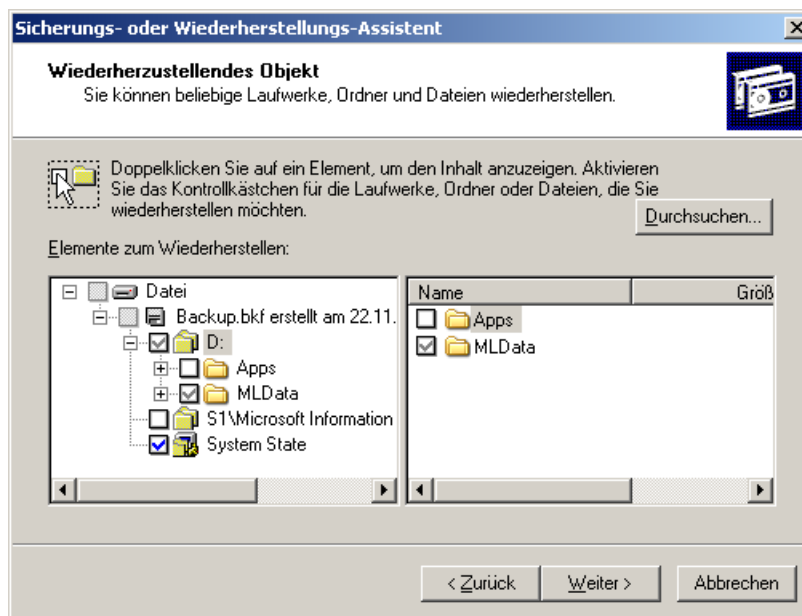 Sicherungs- oder Wiederherstellungs-Assistent
Wiederherzustellendes Objekt
Sie können beliebige Laufwerke, Ordner und Dateien wiederherstellen.
Doppelklicken Sie auf ein Element, um den Inhalt anzuzeigen. Aktivieren
Sie das Kontrollkästchen für die Laufwerke, Ordner oder Dateien, die Sie
wiederherstellen möchten.
Durchsuchen...
Elemente zum Wiederherstellen:
Datei
Backup.bkf erstellt am 22.11.
D:
Apps
MLData
S1\Microsoft Information
System State
Name Größ
Apps
MLData
< Zurück Weiter > Abbrechen